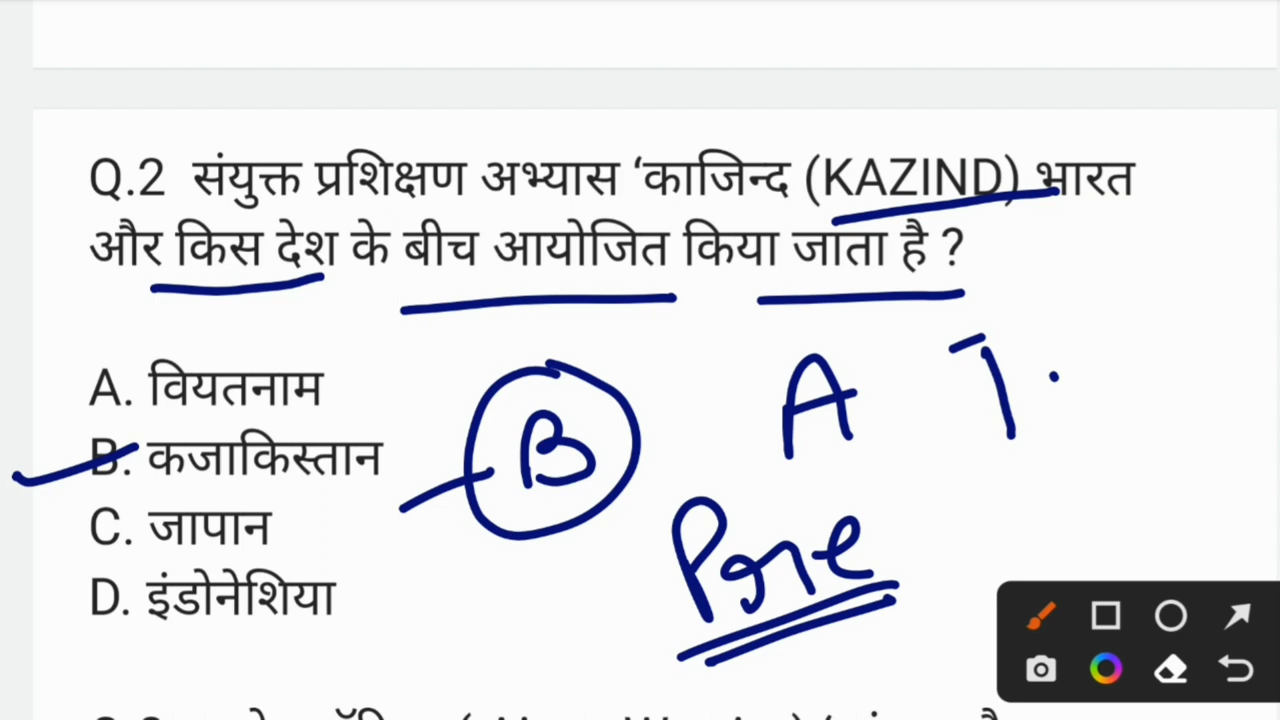 Q.2 संयुक्त प्रशिक्षण अभ्यास ‘काजिन्द (KAZIND) भारत
और किस देश के बीच आयोजित किया जाता है ?
A. वियतनाम
B. कजाकिस्तान
C. जापान
D. इंडोनेशिया
B
A
Pre